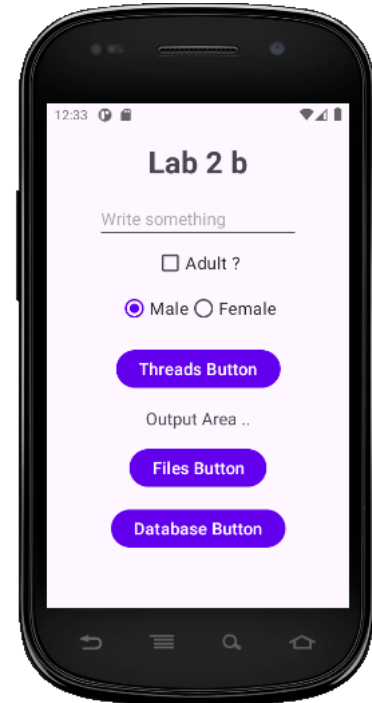 12:33
Lab 2 b
Write something
Adult ?
Male Female
Threads Button
Output Area ..
Files Button
Database Button